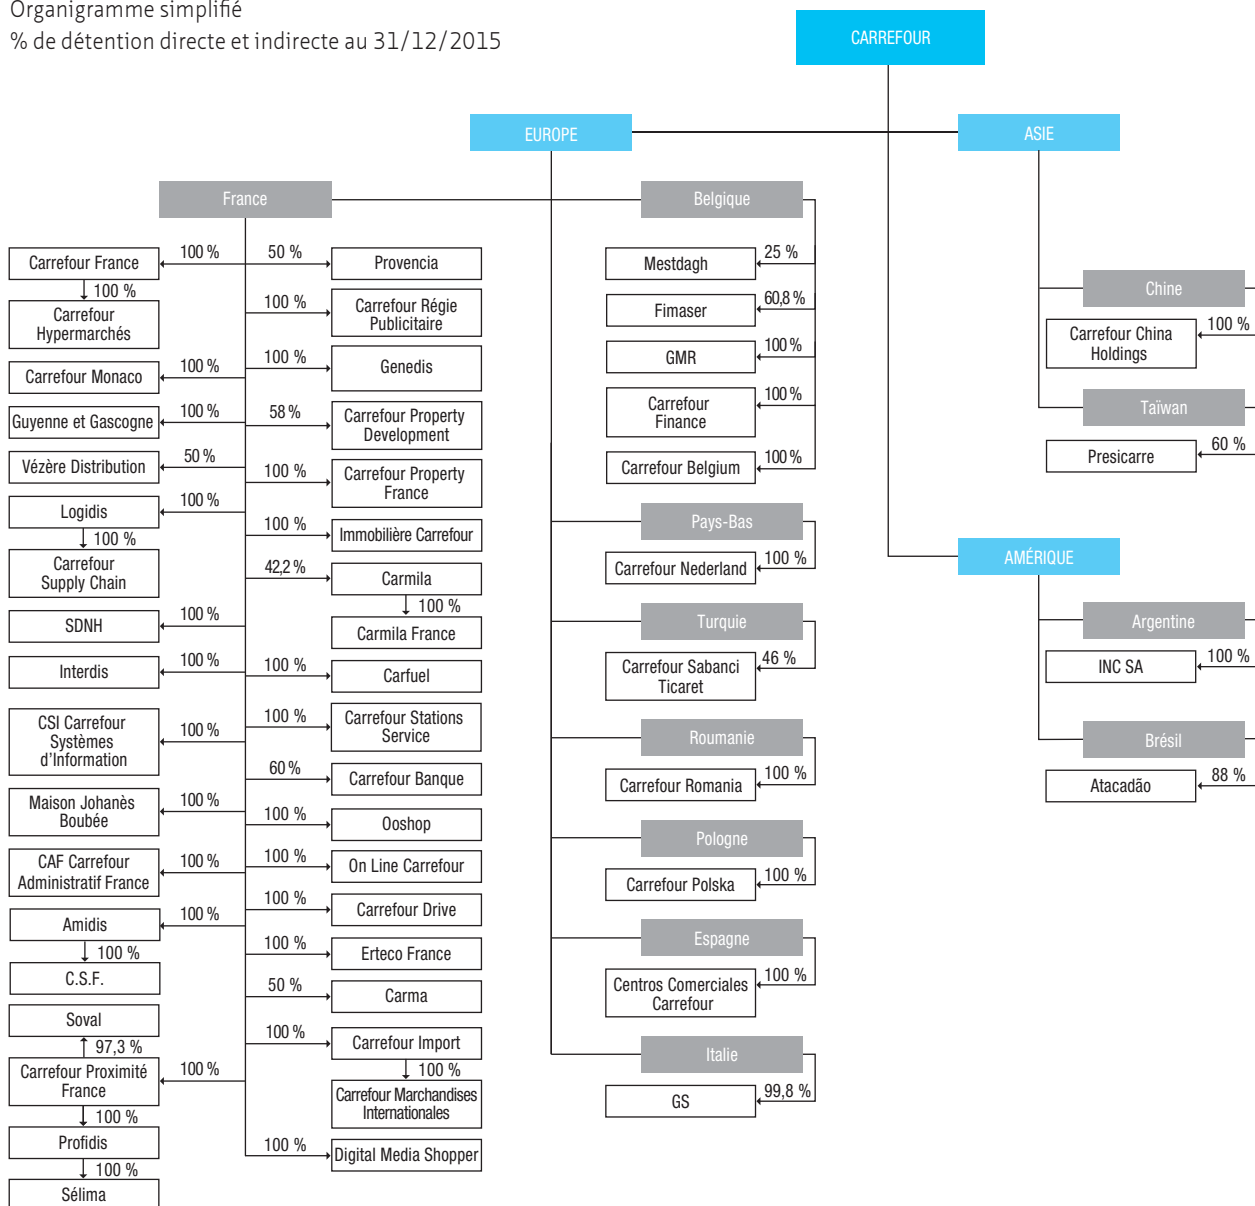 Organigramme simplifié
% de détention directe et indirecte au 31/12/2015
CARREFOUR
EUROPE
ASIE
France
Belgique
Carrefour France
100 %
50 %
Provencia
100 %
Carrefour
Hypermarchés
100 %
Carrefour Régie
Publicitaire
100 %
Genedis
Carrefour Monaco
100 %
Guyenne et Gascogne
100 %
58 %
Carrefour Property
Development
Vézère Distribution
50 %
100 %
Carrefour Property
France
Logidis
100 %
100 %
Carrefour
Supply Chain
100 %
Immobilière Carrefour
42,2 %
Carmila
100 %
Carmila France
SDNH
100 %
Interdis
100 %
100 %
Carfuel
CSI Carrefour
Systèmes
d'Information
100 %
100 %
Carrefour Stations
Service
60 %
Carrefour Banque
Maison Johanès
Boubée
100 %
100 %
Ooshop
CAF Carrefour
Administratif France
100 %
100 %
On Line Carrefour
100 %
Carrefour Drive
Amidis
100 %
100 %
C.S.F.
100 %
Erteco France
50 %
Carma
Soval
97,3 %
Carrefour Proximité
France
100 %
100 %
Profidis
100 %
Sélima
100 %
Carrefour Import
100 %
Carrefour Marchandises
Internationales
100 %
Digital Media Shopper
Mestdagh
25 %
Fimaser
60,8 %
GMR
100 %
Carrefour
Finance
100 %
Carrefour Belgium
100 %
Pays-Bas
Carrefour Nederland
100 %
Turquie
Carrefour Sabanci
Ticaret
46 %
Roumanie
Carrefour Romania
100 %
Pologne
Carrefour Polska
100 %
Espagne
Centros Comerciales
Carrefour
100 %
Italie
GS
99,8 %
Chine
Carrefour China
Holdings
100 %
Taïwan
Presicarre
60 %
AMÉRIQUE
Argentine
INC SA
100 %
Brésil
Atacadão
88 %